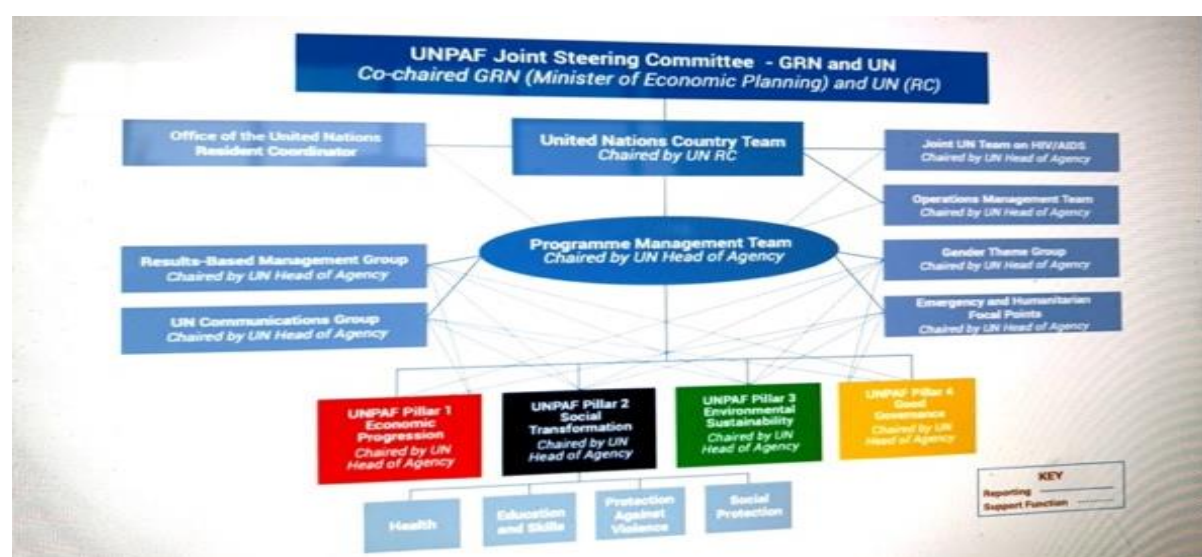 UNPAF Joint Steering Committee - GRN and UN
Co-chaired GRN (Minister of Economic Planning) and UN (RC)
Office of the United Nations
Resident Coordinator
United Nations Country Team
Chaired by UN RC
Joint UN Team on HIV/AIDS
Chaired by UN Head of Agency
Operations Management Team
Chaired by UN Head of Agency
Results-Based Management Group
Chaired by UN Head of Agency
Programme Management Team
Chaired by UN Head of Agency
Gender Theme Group
Chaired by UN Head of Agency
UN Communications Group
Chaired by UN Head of Agency
Emergency and Humanitarian
Focal Points
Chaired by UN Head of Agency
UNPAF Pillar 1
Economic
Progression
Chaired by UN
Head of Agency
UNPAF Pillar 2
Social
Transformation
Chaired by UN
Head of Agency
UNPAF Pillar 3
Environmental
Sustainability
Chaired by UN
Head of Agency
UNPAF Pillar 4
Good
Governance
Chaired by UN
Head of Agency
Health
Education
and Skills
Protection
Against
Violence
Social
Protection
KEY
Reporting
Support Function